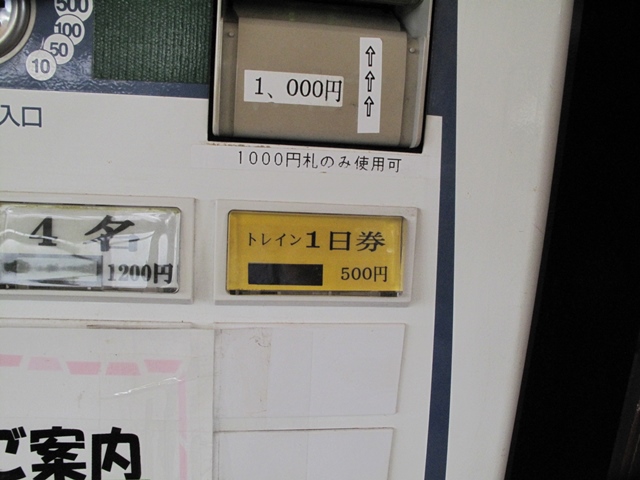 500
100
50
10
入口
1、000円
↑↑↑
1000円札のみ使用可
4名
1200円
トレイン1日券
500円
ご案内